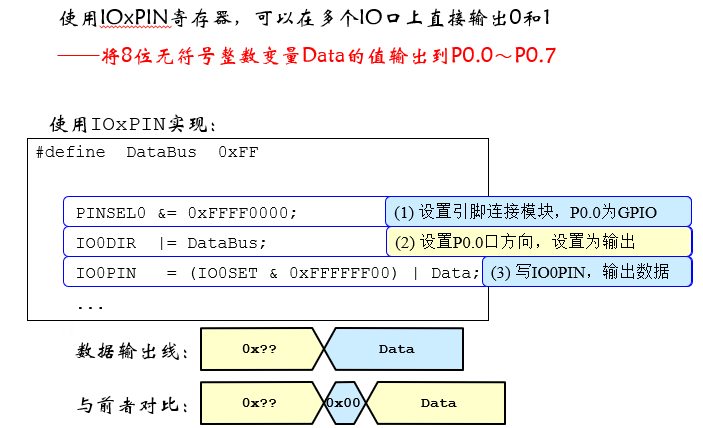 使用IOxPIN寄存器，可以在多个IO口上直接输出0和1
——将8位无符号整数变量Data的值输出到P0.0～P0.7
使用IOxPIN实现：
#define DataBus 0xFF
PINSEL0 &= 0xFFFF0000; (1) 设置引脚连接模块，P0.0为GPIO
IO0DIR |= DataBus; (2) 设置P0.0口方向，设置为输出
IO0PIN = (IO0SET & 0xFFFFFF00) | Data; (3) 写IO0PIN，输出数据
...
数据输出线： 0x?? Data
与前者对比： 0x?? 0x00 Data